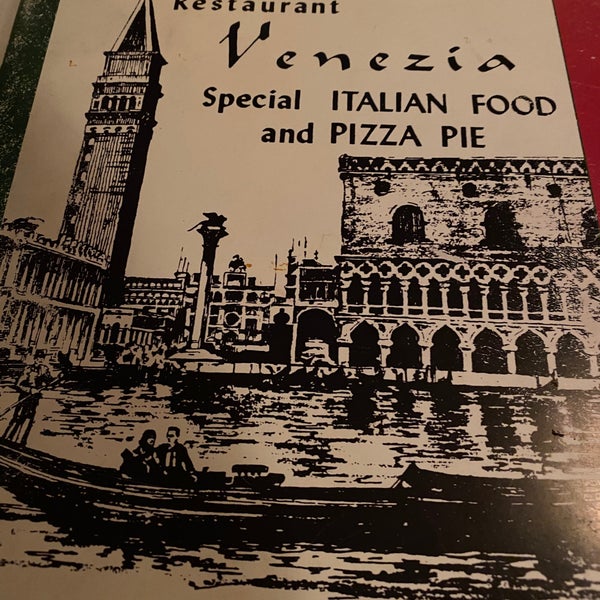 Restaurant
Venezia
Special ITALIAN FOOD
and PIZZA PIE